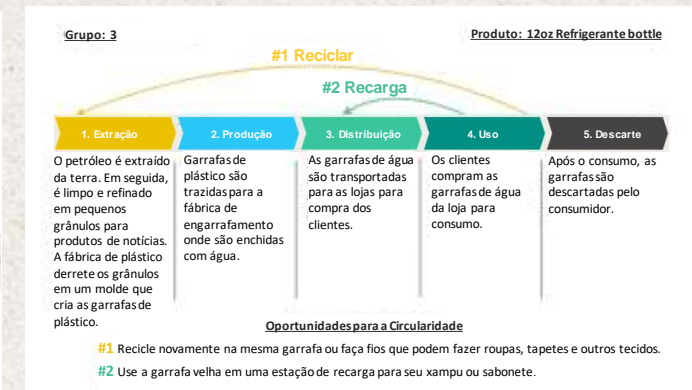 Grupo: 3
Produto: 12oz Refrigerante bottle
#1 Reciclar
#2 Recarga
1. Extração
2. Produção
3. Distribuição
4. Uso
5. Descarte
O petróleo é extraído
da terra. Em seguida,
é limpo e refinado
em pequenos
grânulos para
produtos de notícias.
A fábrica de plástico
derrete os grânulos
em um molde que
cria as garrafas de
plástico.
Garrafas de
plástico são
trazidas para a
fábrica de
engarrafamento
onde são enchidas
com água.
As garrafas de água
são transportadas
para as lojas para
compra dos
clientes.
Os clientes
compram as
garrafas de água
da loja para
consumo.
Após o consumo, as
garrafas são
descartadas pelo
consumidor.
Oportunidades para a Circularidade
#1 Recicle novamente na mesma garrafa ou faça fios que podem fazer roupas, tapetes e outros tecidos.
#2 Use a garrafa velha em uma estação de recarga para seu xampu ou sabonete.